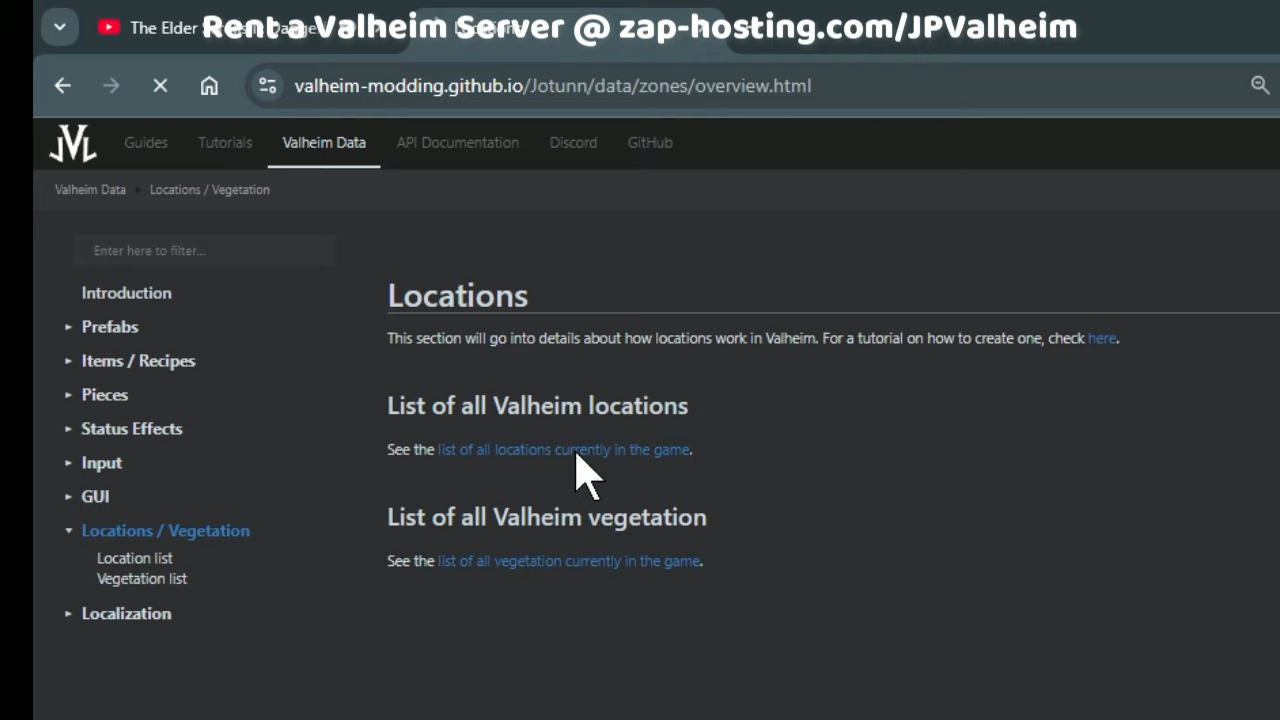 Rent a Valheim Server @ zap-hosting.com/JPValheim
The Elder
valheim-modding.github.io/Jotunn/data/zones/overview.html
JVL
Guides
Tutorials
Valheim Data
API Documentation
Discord
GitHub
Valheim Data
Locations / Vegetation
Enter here to filter...
Introduction
Prefabs
Items / Recipes
Pieces
Status Effects
Input
GUI
Locations / Vegetation
Location list
Vegetation list
Localization
Locations
This section will go into details about how locations work in Valheim. For a tutorial on how to create one, check here.
List of all Valheim locations
See the list of all locations currently in the game.
List of all Valheim vegetation
See the list of all vegetation currently in the game.